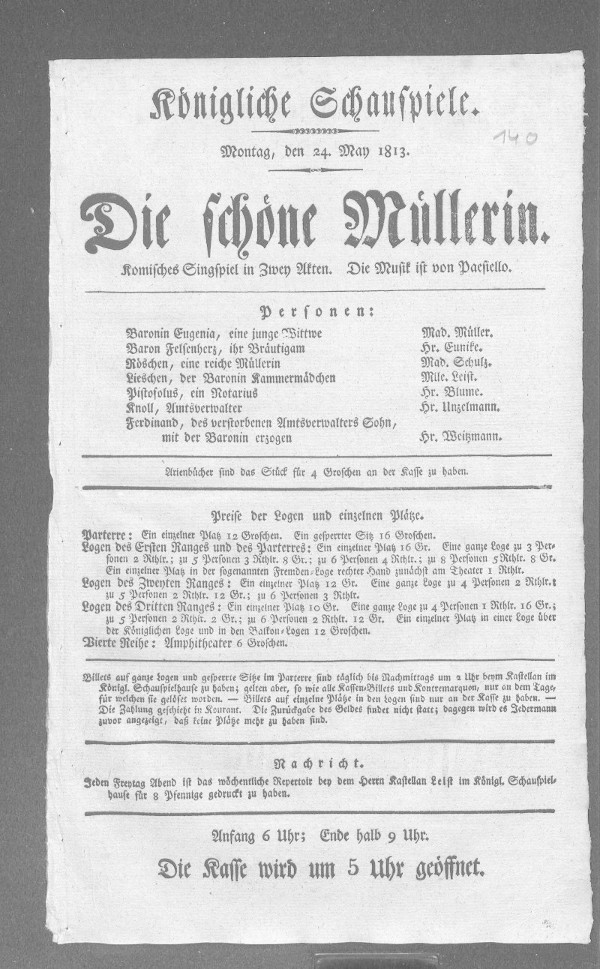 Königliche Schauspiele.
140
Montag, den 24. May 1813.
Die schöne Müllerin.
Komisches Singspiel in Zwey Akten. Die Musik ist von Paesiello.
Personen:
Baronin Eugenia, eine junge Wittwe Mad. Müller.
Baron Felsenherz, ihr Bräutigam Hr. Eunike.
Röschen, eine reiche Müllerin Mad. Schulz.
Lieschen, der Baronin Kammermädchen Mlle. Leist.
Pistofolus, ein Notarius Hr. Blume.
Knoll, Amtsverwalter Hr. Unzelmann.
Ferdinand, des verstorbenen Amtsverwalters Sohn,
mit der Baronin erzogen Hr. Weitzmann.
Arienbücher sind das Stück für 4 Groschen an der Kasse zu haben.
Preise der Logen und einzelnen Plätze.
Parterre: Ein einzelner Platz 12 Groschen. Ein gesperrter Sitz 16 Groschen.
Logen des Ersten Ranges und des Parterres: Ein einzelner Platz 16 Gr. Eine ganze Loge zu 3 Per-
sonen 2 Rthlr.; zu 5 Personen 3 Rthlr. 8 Gr.; zu 6 Personen 4 Rthlr.; zu 8 Personen 5 Rthlr. 8 Gr.
Ein einzelner Platz in der sogenannten Fremden-Loge rechter Hand zunächst am Theater 1 Rthlr.
Logen des Zweyten Ranges: Ein einzelner Platz 12 Gr. Eine ganze Loge zu 4 Personen 2 Rthlr.;
zu 5 Personen 2 Rthlr. 12 Gr.; zu 6 Personen 3 Rthlr.
Logen des Dritten Ranges: Ein einzelner Platz 10 Gr. Eine ganze Loge zu 4 Personen 1 Rthlr. 16 Gr.;
zu 5 Personen 2 Rthlr. 2 Gr.; zu 6 Personen 2 Rthlr. 12 Gr. Ein einzelner Platz in einer Loge über
der Königlichen Loge und in den Balkon-Logen 12 Groschen.
Vierte Reihe: Amphitheater 6 Groschen.
Billets auf ganze Logen und gesperrte Sitze im Parterre sind täglich bis Nachmittags um 2 Uhr beym Kastellan im
Königl. Schauspielhause zu haben; gelten aber, so wie alle Kassen-Billets und Kontremarquen, nur an dem Tage,
für welchen sie gelöset worden. — Billets auf einzelne Plätze in den Logen sind nur an der Kasse zu haben. —
Die Zahlung geschieht in Kourant. Die Zurückgabe des Geldes findet nicht statt; dagegen wird es Jedermann
zuvor angezeigt, daß keine Plätze mehr zu haben sind.
Nachricht.
Jeden Freytag Abend ist das wöchentliche Repertoir bey dem Herrn Kastellan Leist im Königl. Schauspiel-
hause für 8 Pfennige gedruckt zu haben.
Anfang 6 Uhr; Ende halb 9 Uhr.
Die Kasse wird um 5 Uhr geöffnet.